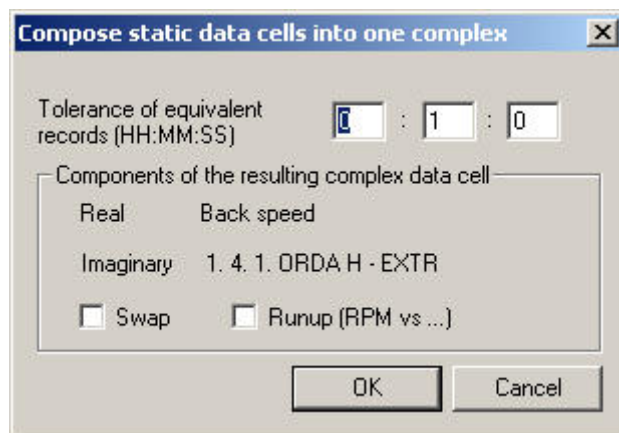 Compose static data cells into one complex
Tolerance of equivalent
records (HH:MM:SS)
0 : 1 : 0
Components of the resulting complex data cell
Real Back speed
Imaginary 1. 4. 1. ORDA H - EXTR
Swap Runup (RPM vs ...)
OK Cancel